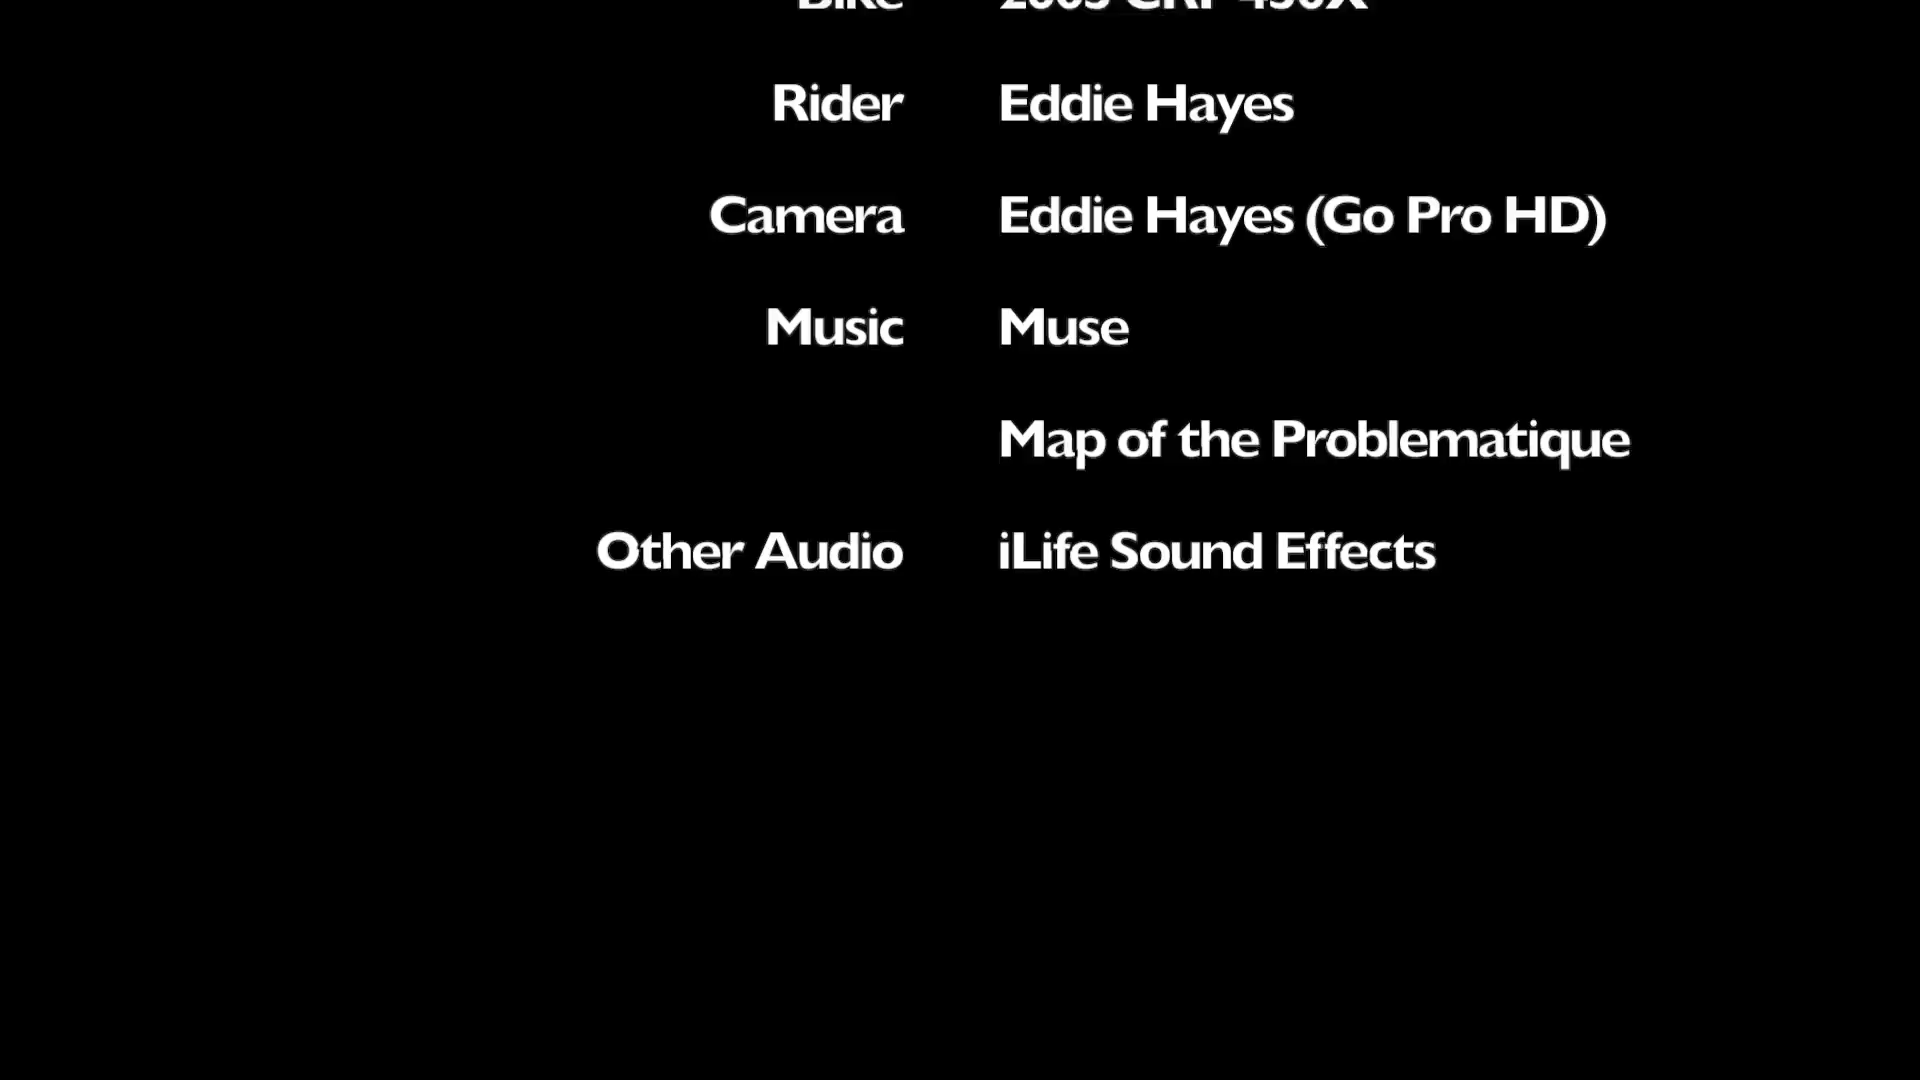 Bike
Rider Eddie Hayes
Camera Eddie Hayes (Go Pro HD)
Music Muse
Map of the Problematique
Other Audio iLife Sound Effects